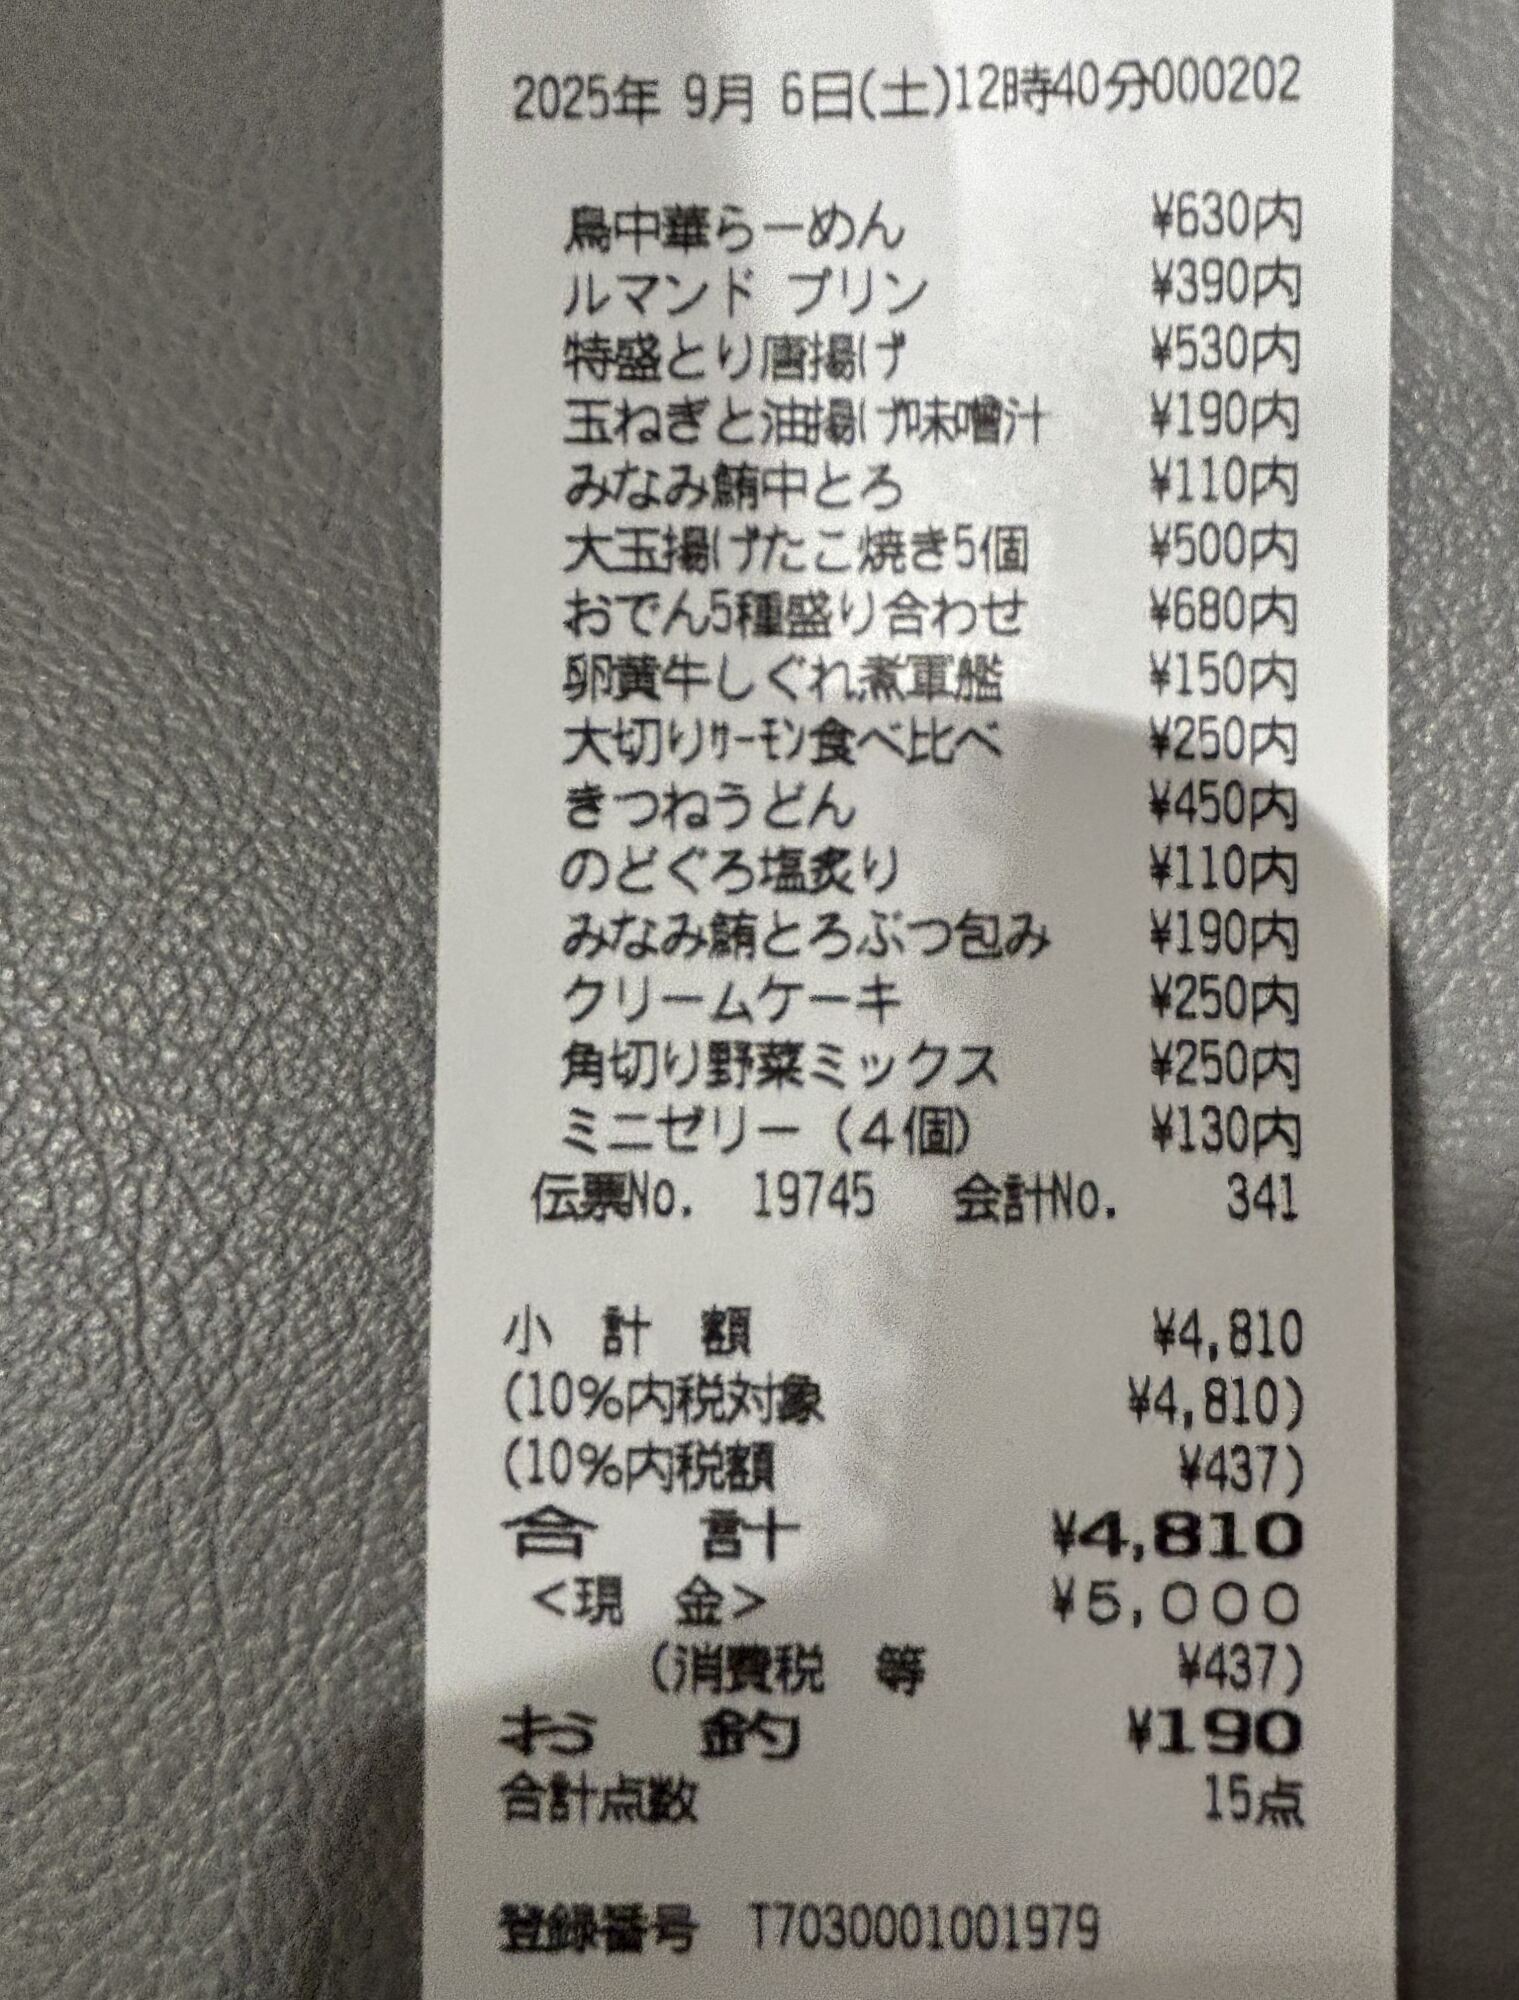 2025年 9月 6日(土)12時40分000202
鳥中華らーめん ¥630内
ルマンド プリン ¥390内
特盛とり唐揚げ ¥530内
玉ねぎと油揚げ味噌汁 ¥190内
みなみ鮪中とろ ¥110内
大玉揚げたこ焼き5個 ¥500内
おでん5種盛り合わせ ¥680内
卵黄牛しぐれ煮軍艦 ¥150内
大切りｻｰﾓﾝ食べ比べ ¥250内
きつねうどん ¥450内
のどぐろ塩炙り ¥110内
みなみ鮪とろぶつ包み ¥190内
クリームケーキ ¥250内
角切り野菜ミックス ¥250内
ミニゼリー（４個） ¥130内
伝票No. 19745 会計No. 341
小 計 額 ¥4,810
(10%内税対象 ¥4,810)
(10%内税額 ¥437)
合 計 ¥4,810
<現 金> ¥5,000
(消費税 等 ¥437)
お 釣 ¥190
合計点数 15点
登録番号 T7030001001979